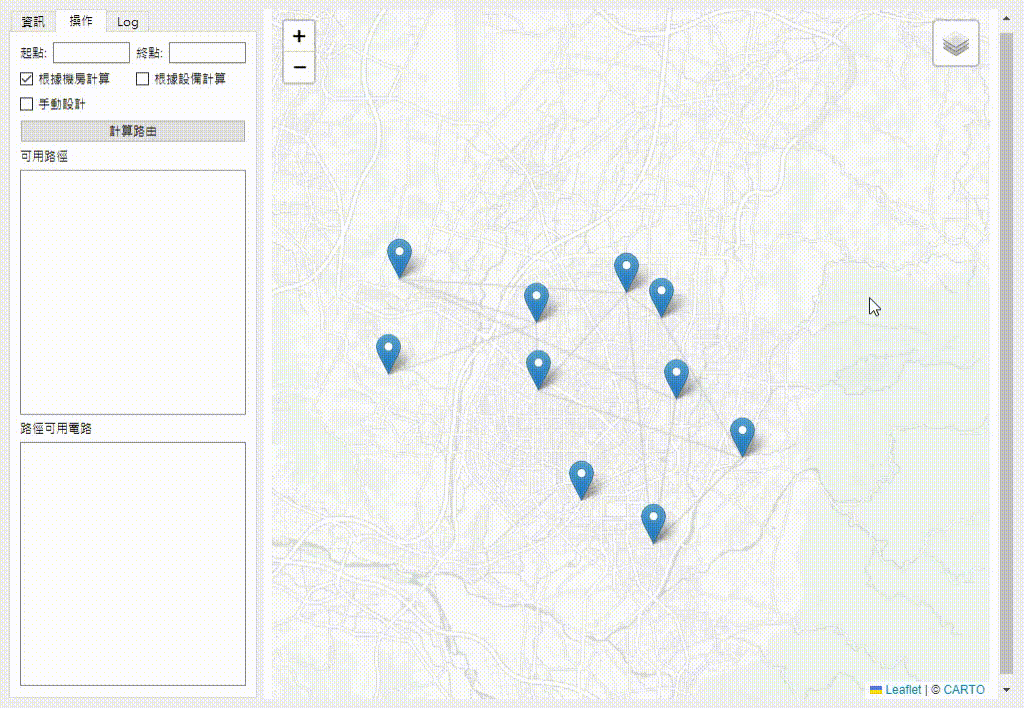 資訊 操作 Log
起點: 終點:
根據機房計算 根據設備計算
手動設計
計算路由
可用路徑
路徑可用電路
+
−
Leaflet | © CARTO